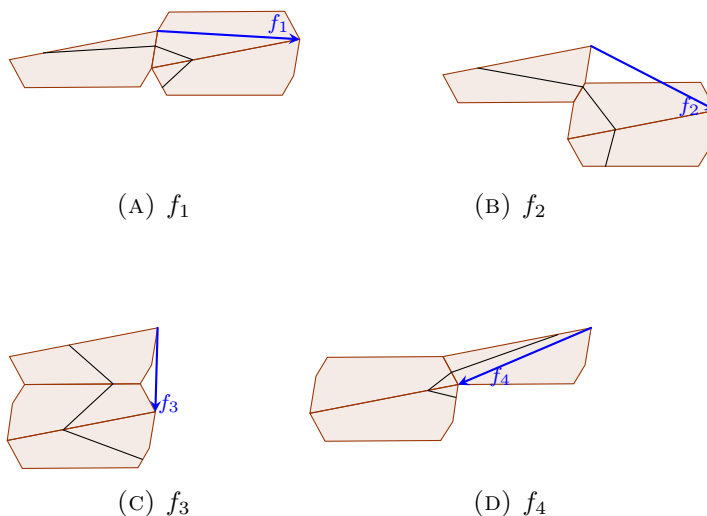 f₁
f₂
(A) f₁
(B) f₂
f₃
f₄
(C) f₃
(D) f₄